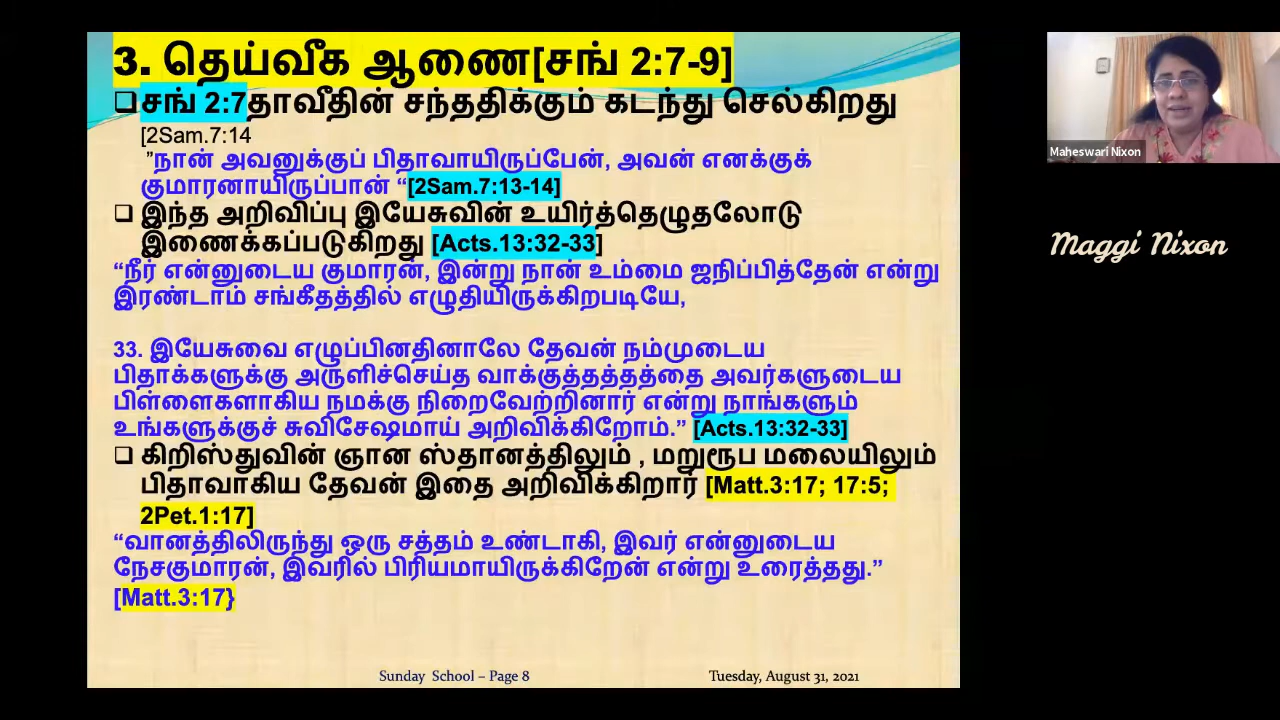 3. தெய்வீக ஆணை[சங் 2:7-9]
❑சங் 2:7தாவீதின் சந்ததிக்கும் கடந்து செல்கிறது
[2Sam.7:14
”நான் அவனுக்குப் பிதாவாயிருப்பேன், அவன் எனக்குக்
குமாரனாயிருப்பான் “[2Sam.7:13-14]
❑ இந்த அறிவிப்பு இயேசுவின் உயிர்த்தெழுதலோடு
இணைக்கப்படுகிறது [Acts.13:32-33]
“நீர் என்னுடைய குமாரன், இன்று நான் உம்மை ஜநிப்பித்தேன் என்று
இரண்டாம் சங்கீதத்தில் எழுதியிருக்கிறபடியே,
33. இயேசுவை எழுப்பினதினாலே தேவன் நம்முடைய
பிதாக்களுக்கு அருளிச்செய்த வாக்குத்தத்தத்தை அவர்களுடைய
பிள்ளைகளாகிய நமக்கு நிறைவேற்றினார் என்று நாங்களும்
உங்களுக்குச் சுவிசேஷமாய் அறிவிக்கிறோம்.” [Acts.13:32-33]
❑ கிறிஸ்துவின் ஞான ஸ்தானத்திலும் , மறுரூப மலையிலும்
பிதாவாகிய தேவன் இதை அறிவிக்கிறார் [Matt.3:17; 17:5;
2Pet.1:17]
“வானத்திலிருந்து ஒரு சத்தம் உண்டாகி, இவர் என்னுடைய
நேசகுமாரன், இவரில் பிரியமாயிருக்கிறேன் என்று உரைத்தது.”
[Matt.3:17}
Sunday School – Page 8
Tuesday, August 31, 2021
Maheswari Nixon
Maggi Nixon